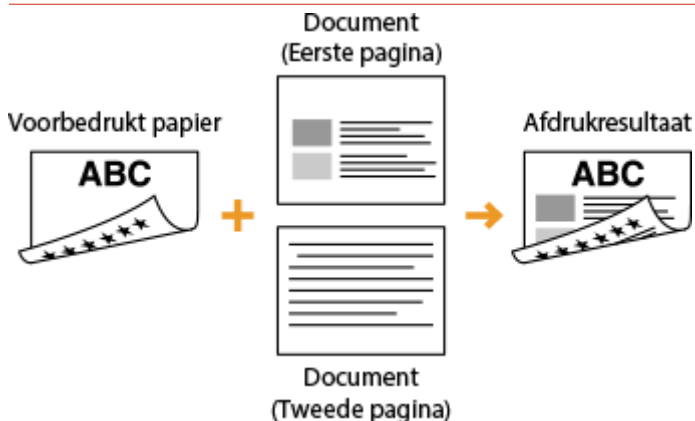 Document
(Eerste pagina)
Voorbedrukt papier
ABC
Afdrukresultaat
ABC
Document
(Tweede pagina)